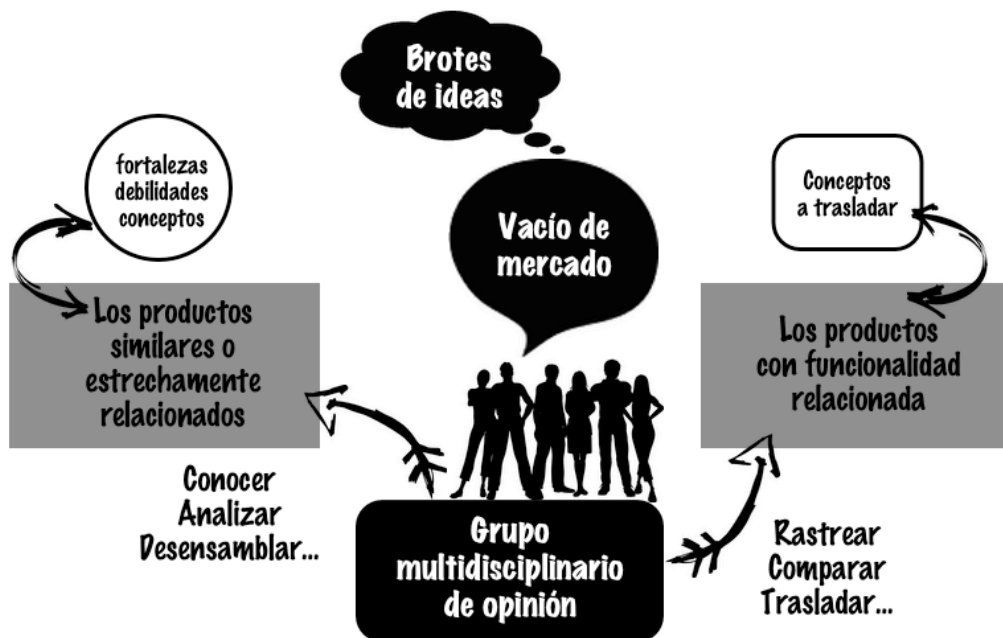 Brotes
de ideas
fortalezas
debilidades
conceptos
Conceptos
a trasladar
Vacío de
mercado
Los productos
similares o
estrechamente
relacionados
Los productos
con funcionalidad
relacionada
Conocer
Analizar
Desensamblar...
Grupo
multidisciplinario
de opinión
Rastrear
Comparar
Trasladar...